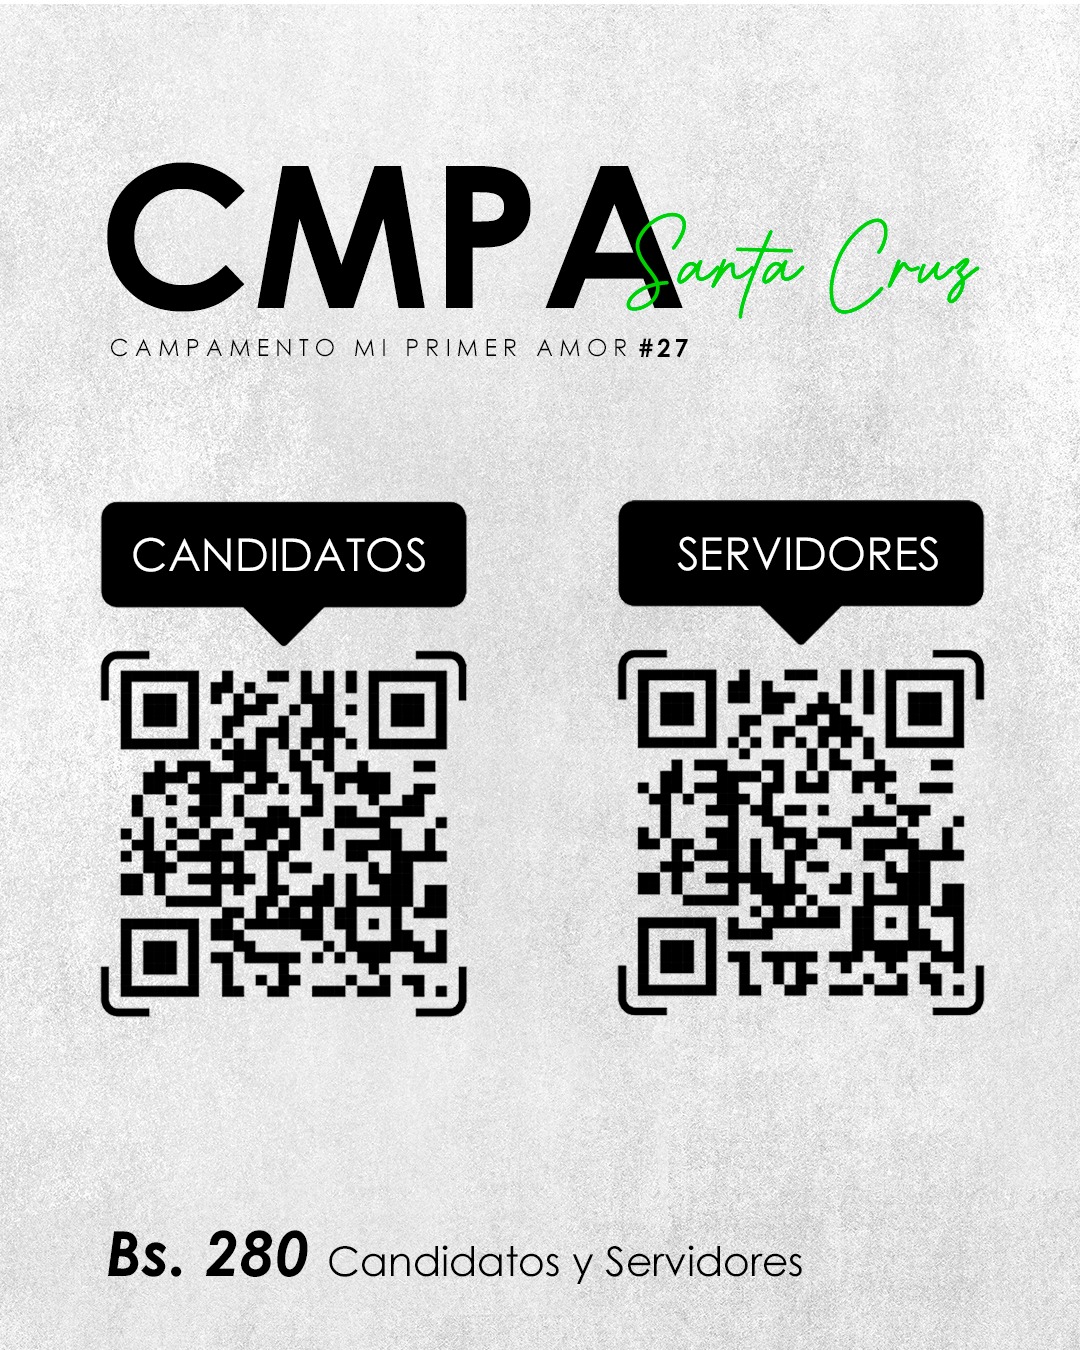 CMPA
Santa Cruz
CAMPAMENTO MI PRIMER AMOR #27
CANDIDATOS
SERVIDORES
Bs. 280 Candidatos y Servidores